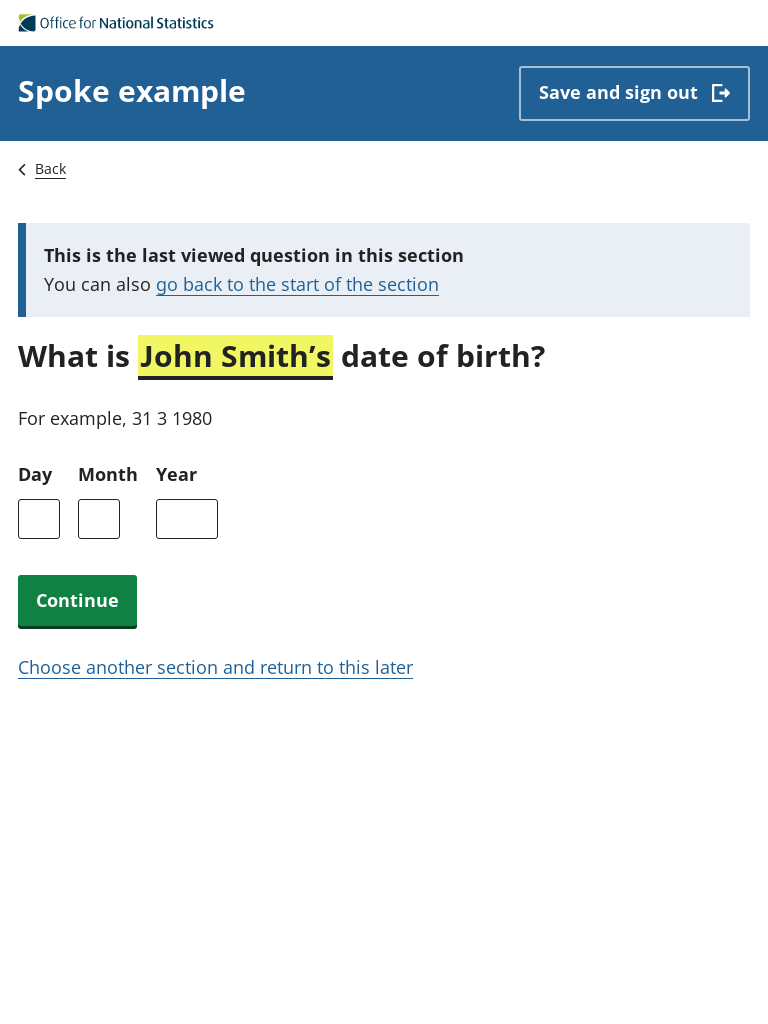 Office for National Statistics
Spoke example
Save and sign out
Back
This is the last viewed question in this section
You can also go back to the start of the section
What is John Smith’s date of birth?
For example, 31 3 1980
Day Month Year
Continue
Choose another section and return to this later